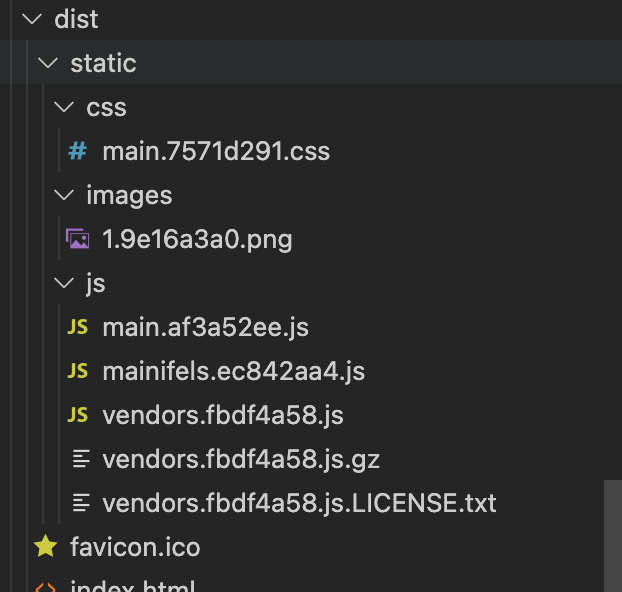 dist
static
css
# main.7571d291.css
images
1.9e16a3a0.png
js
JS main.af3a52ee.js
JS mainifels.ec842aa4.js
JS vendors.fbdf4a58.js
vendors.fbdf4a58.js.gz
vendors.fbdf4a58.js.LICENSE.txt
favicon.ico
<> index.html